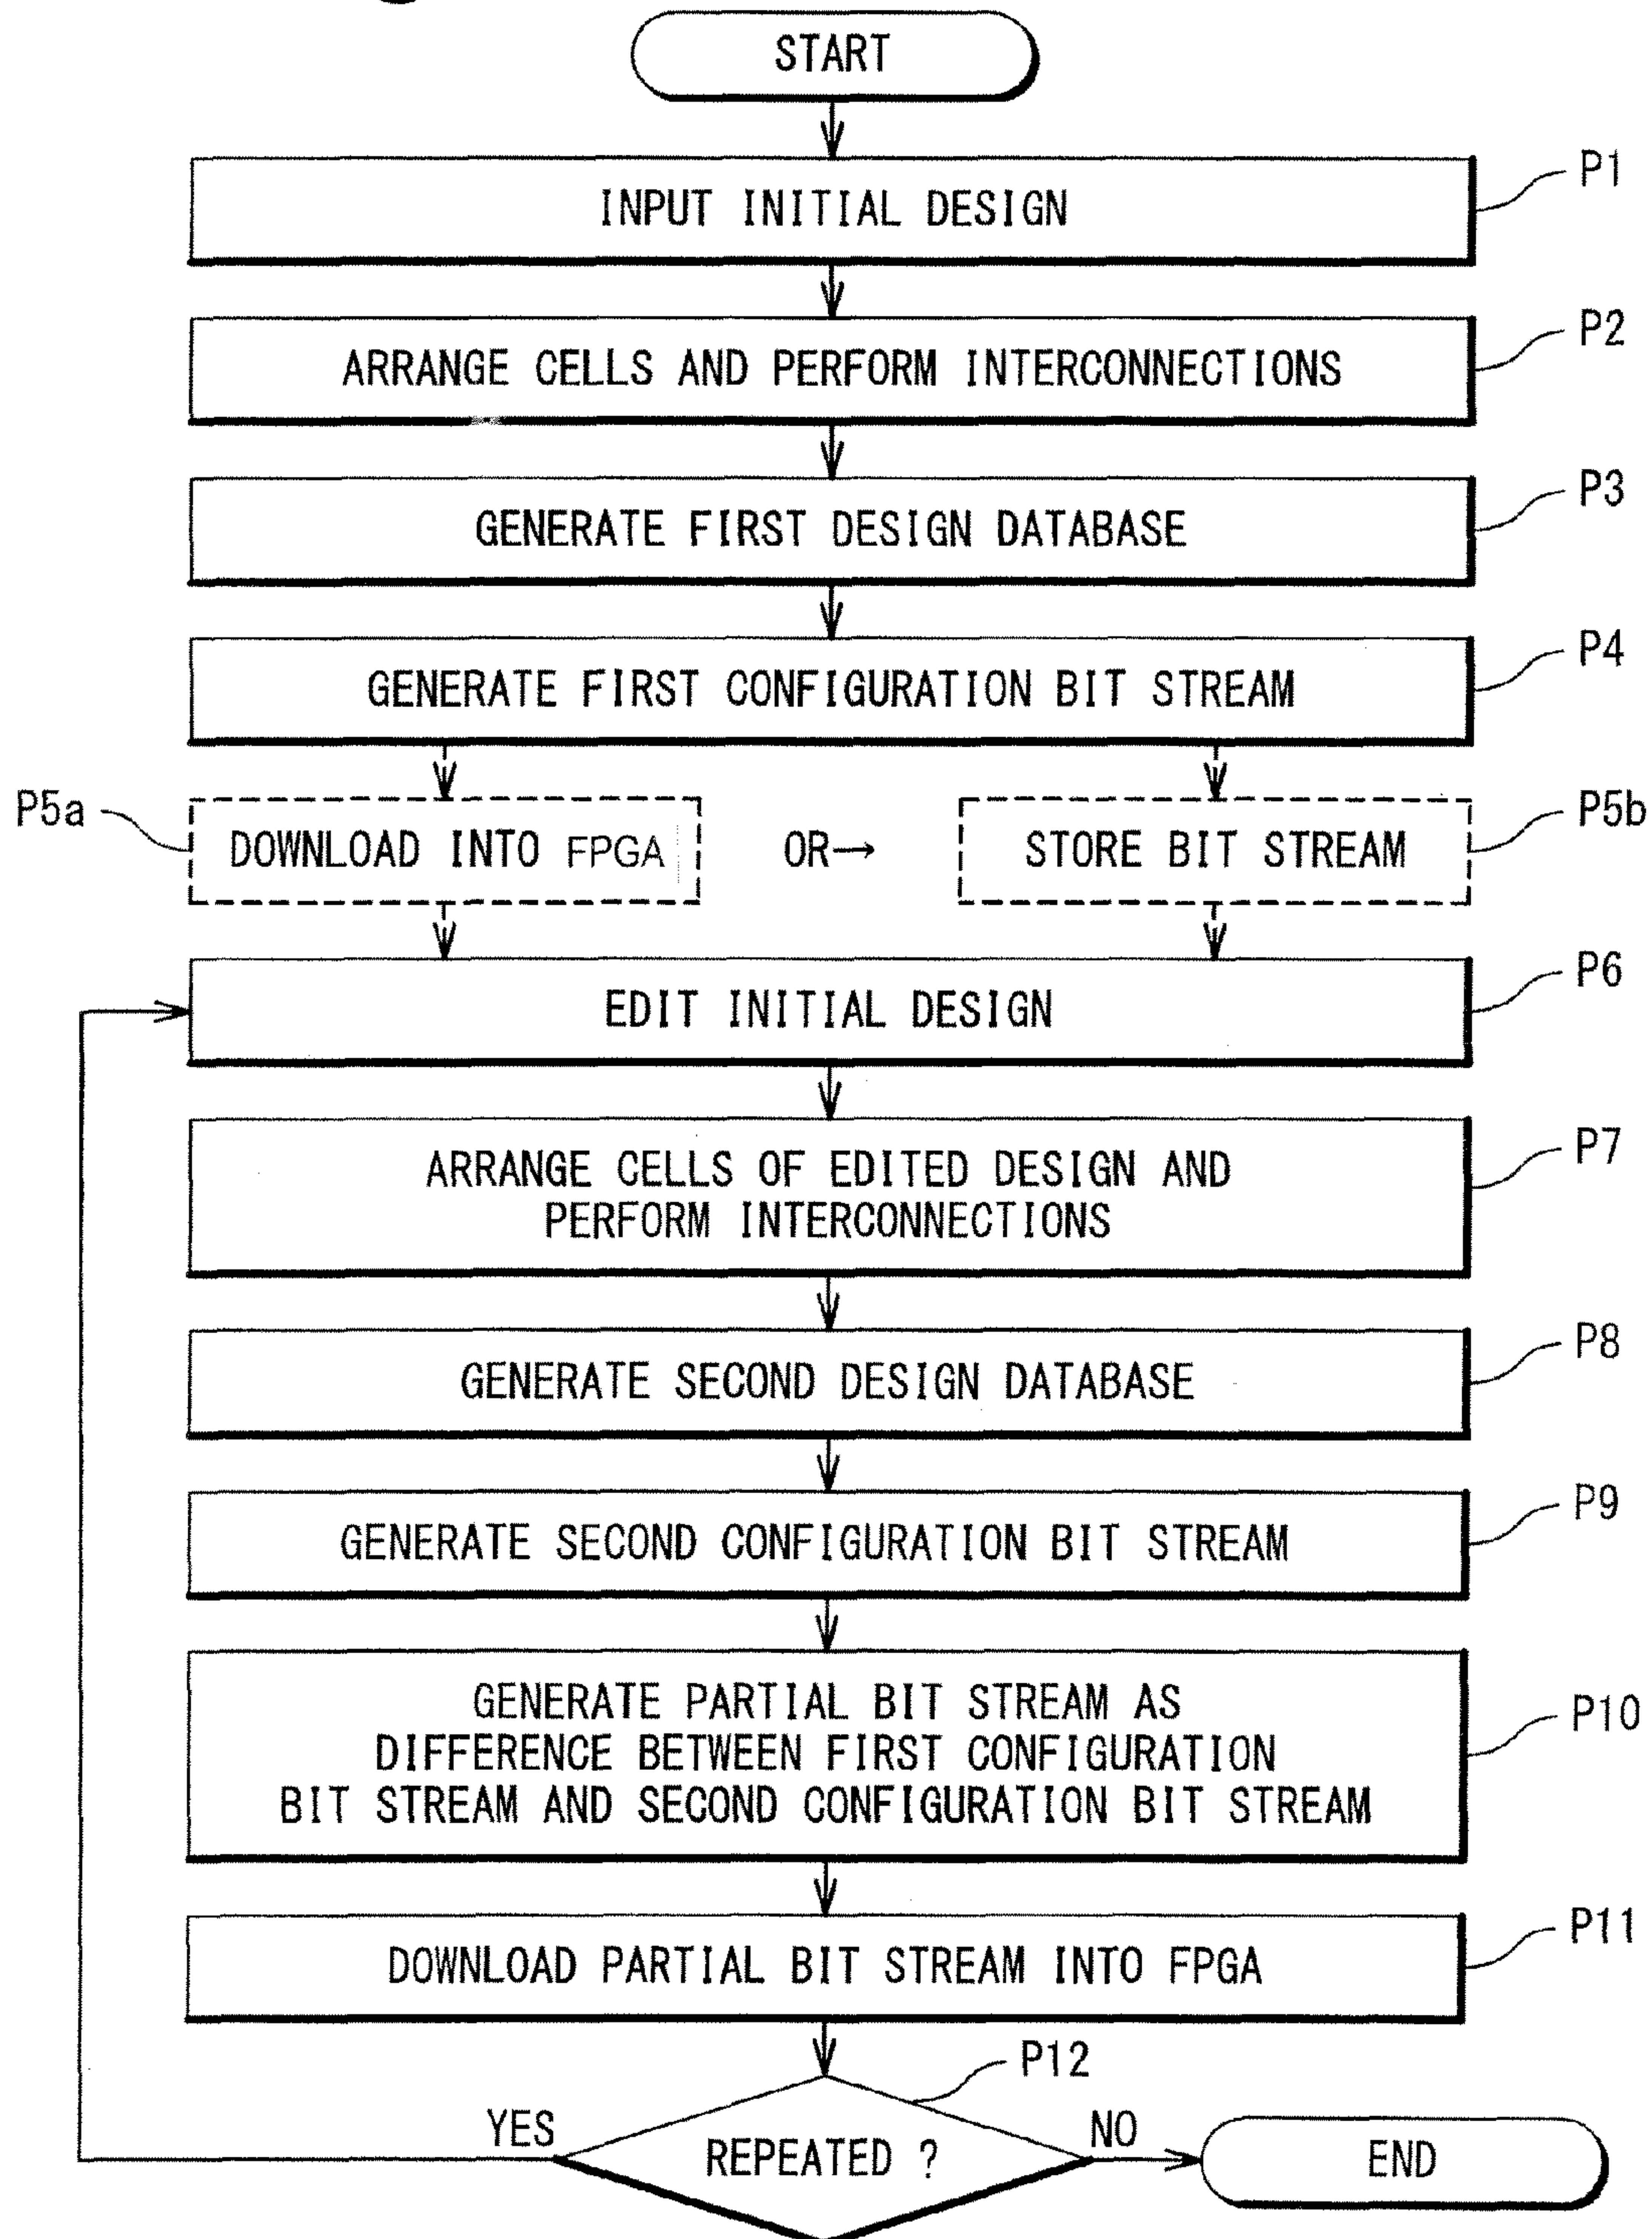 START
INPUT INITIAL DESIGN
P1
ARRANGE CELLS AND PERFORM INTERCONNECTIONS
P2
GENERATE FIRST DESIGN DATABASE
P3
GENERATE FIRST CONFIGURATION BIT STREAM
P4
P5a
DOWNLOAD INTO FPGA
OR→
STORE BIT STREAM
P5b
EDIT INITIAL DESIGN
P6
ARRANGE CELLS OF EDITED DESIGN AND
PERFORM INTERCONNECTIONS
P7
GENERATE SECOND DESIGN DATABASE
P8
GENERATE SECOND CONFIGURATION BIT STREAM
P9
GENERATE PARTIAL BIT STREAM AS
DIFFERENCE BETWEEN FIRST CONFIGURATION
BIT STREAM AND SECOND CONFIGURATION BIT STREAM
P10
DOWNLOAD PARTIAL BIT STREAM INTO FPGA
P11
P12
YES
REPEATED ?
NO
END